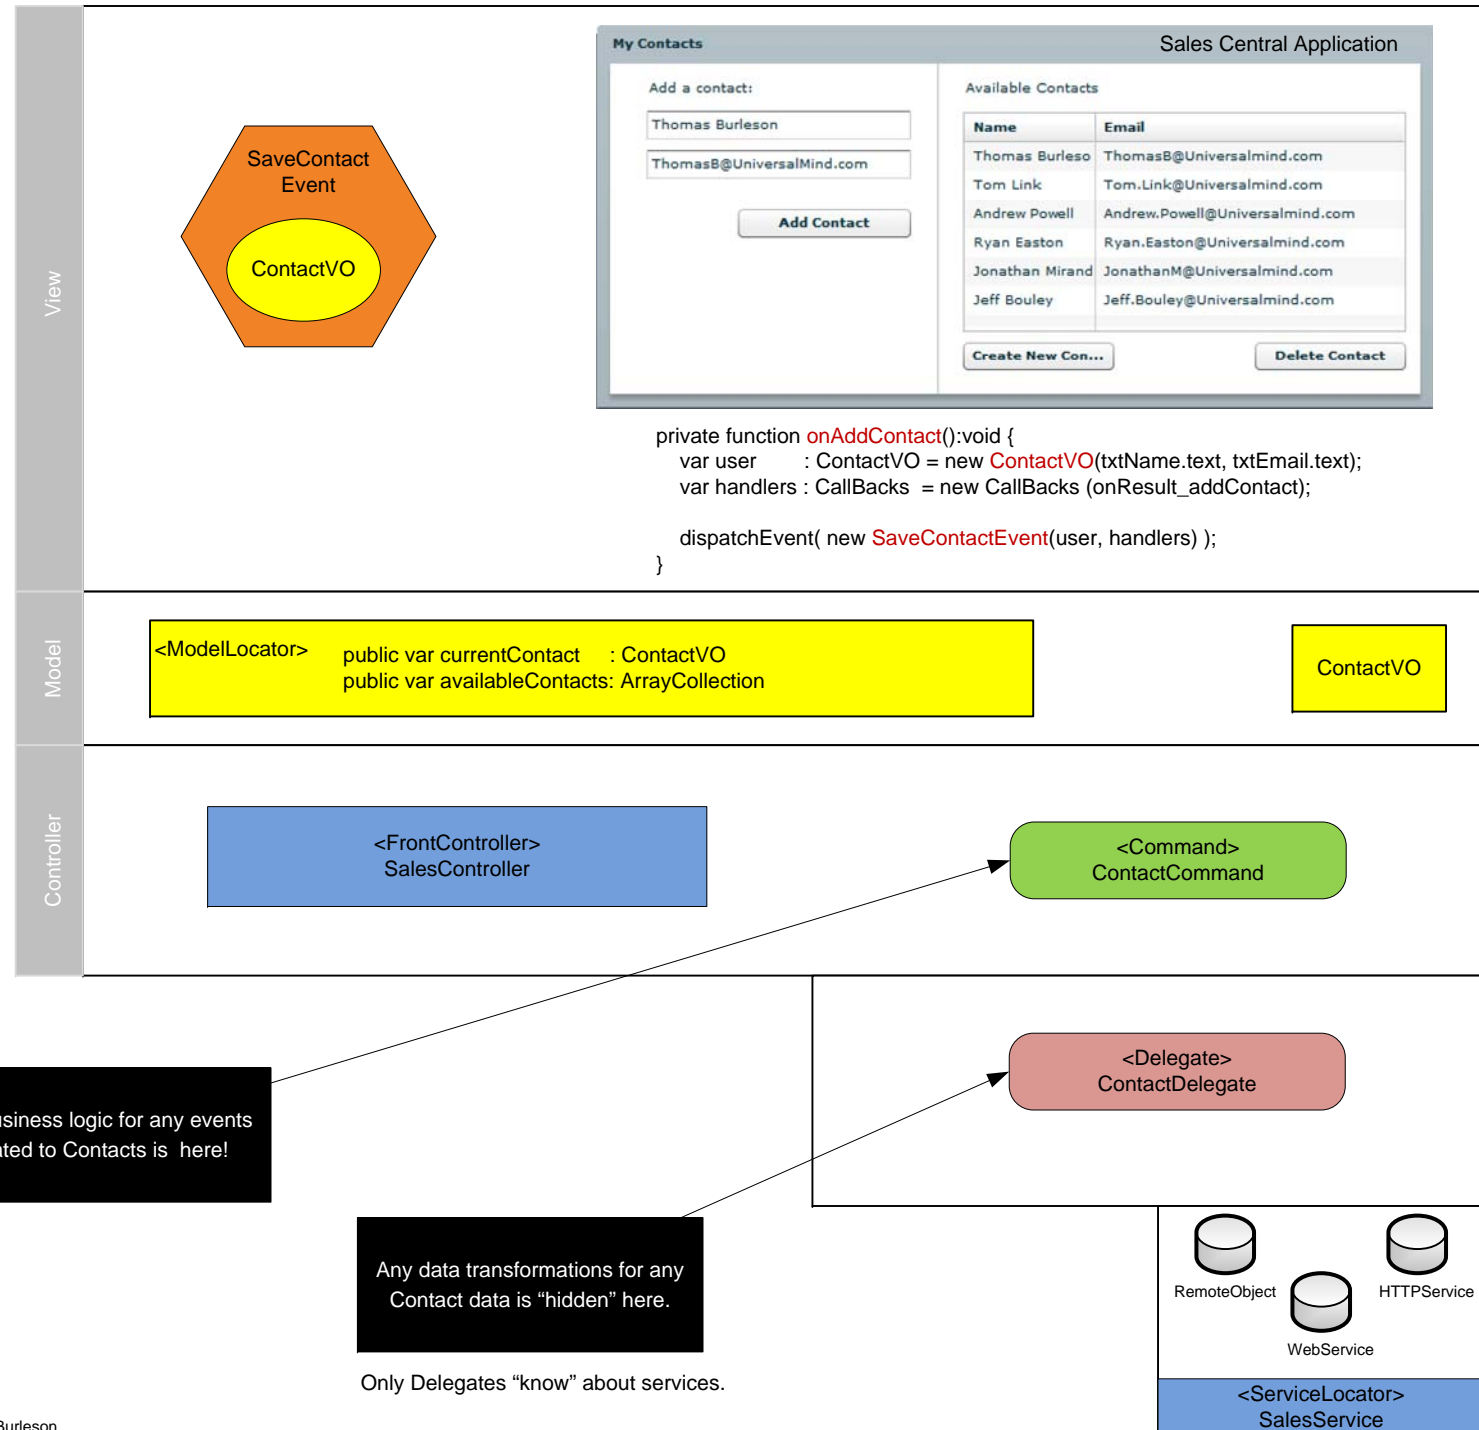 View
SaveContact
Event
ContactVO
My Contacts
Sales Central Application
Add a contact:
Thomas Burleson
ThomasB@UniversalMind.com
Add Contact
Available Contacts
Name Email
Thomas Burleso ThomasB@Universalmind.com
Tom Link Tom.Link@Universalmind.com
Andrew Powell Andrew.Powell@Universalmind.com
Ryan Easton Ryan.Easton@Universalmind.com
Jonathan Mirand JonathanM@Universalmind.com
Jeff Bouley Jeff.Bouley@Universalmind.com
Create New Con... Delete Contact
private function onAddContact():void {
var user : ContactVO = new ContactVO(txtName.text, txtEmail.text);
var handlers : CallBacks = new CallBacks (onResult_addContact);
dispatchEvent( new SaveContactEvent(user, handlers) );
}
Model
<ModelLocator>
public var currentContact : ContactVO
public var availableContacts: ArrayCollection
ContactVO
Controller
<FrontController>
SalesController
<Command>
ContactCommand
<Delegate>
ContactDelegate
siness logic for any events
ated to Contacts is here!
Any data transformations for any
Contact data is “hidden” here.
Only Delegates “know” about services.
RemoteObject
HTTPService
WebService
<ServiceLocator>
SalesService
Burleson